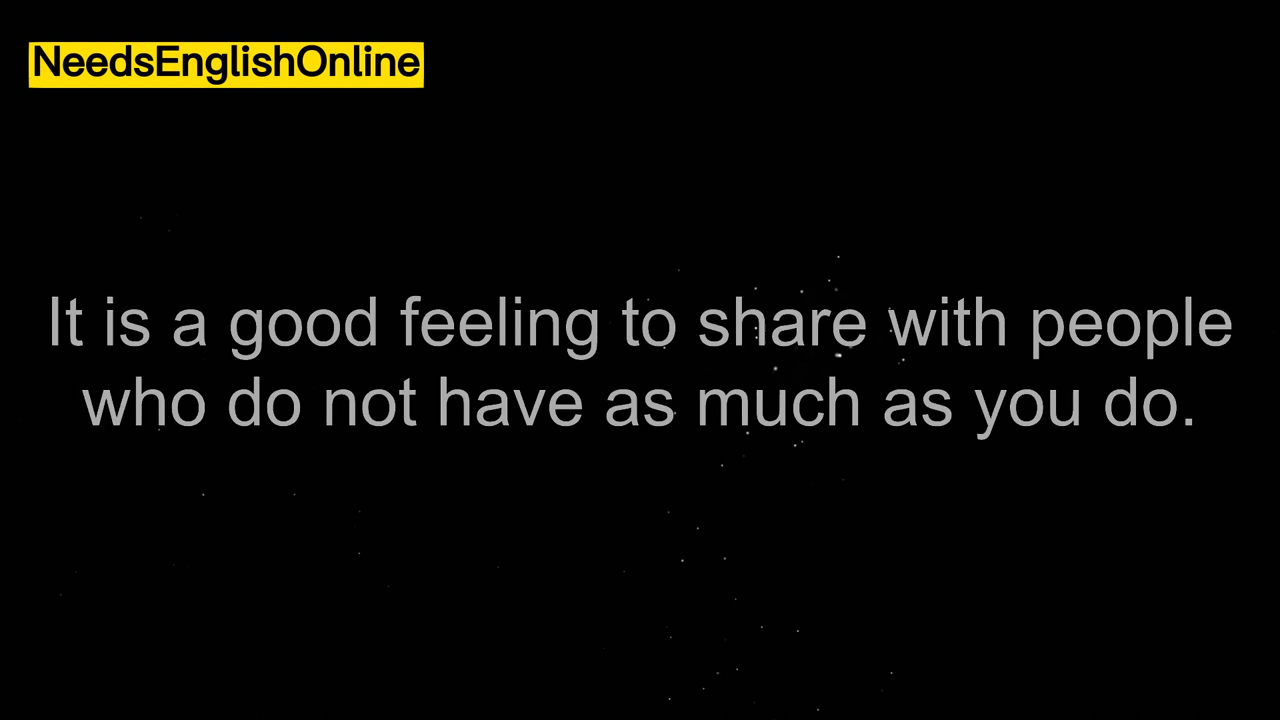 NeedsEnglishOnline
It is a good feeling to share with people
who do not have as much as you do.